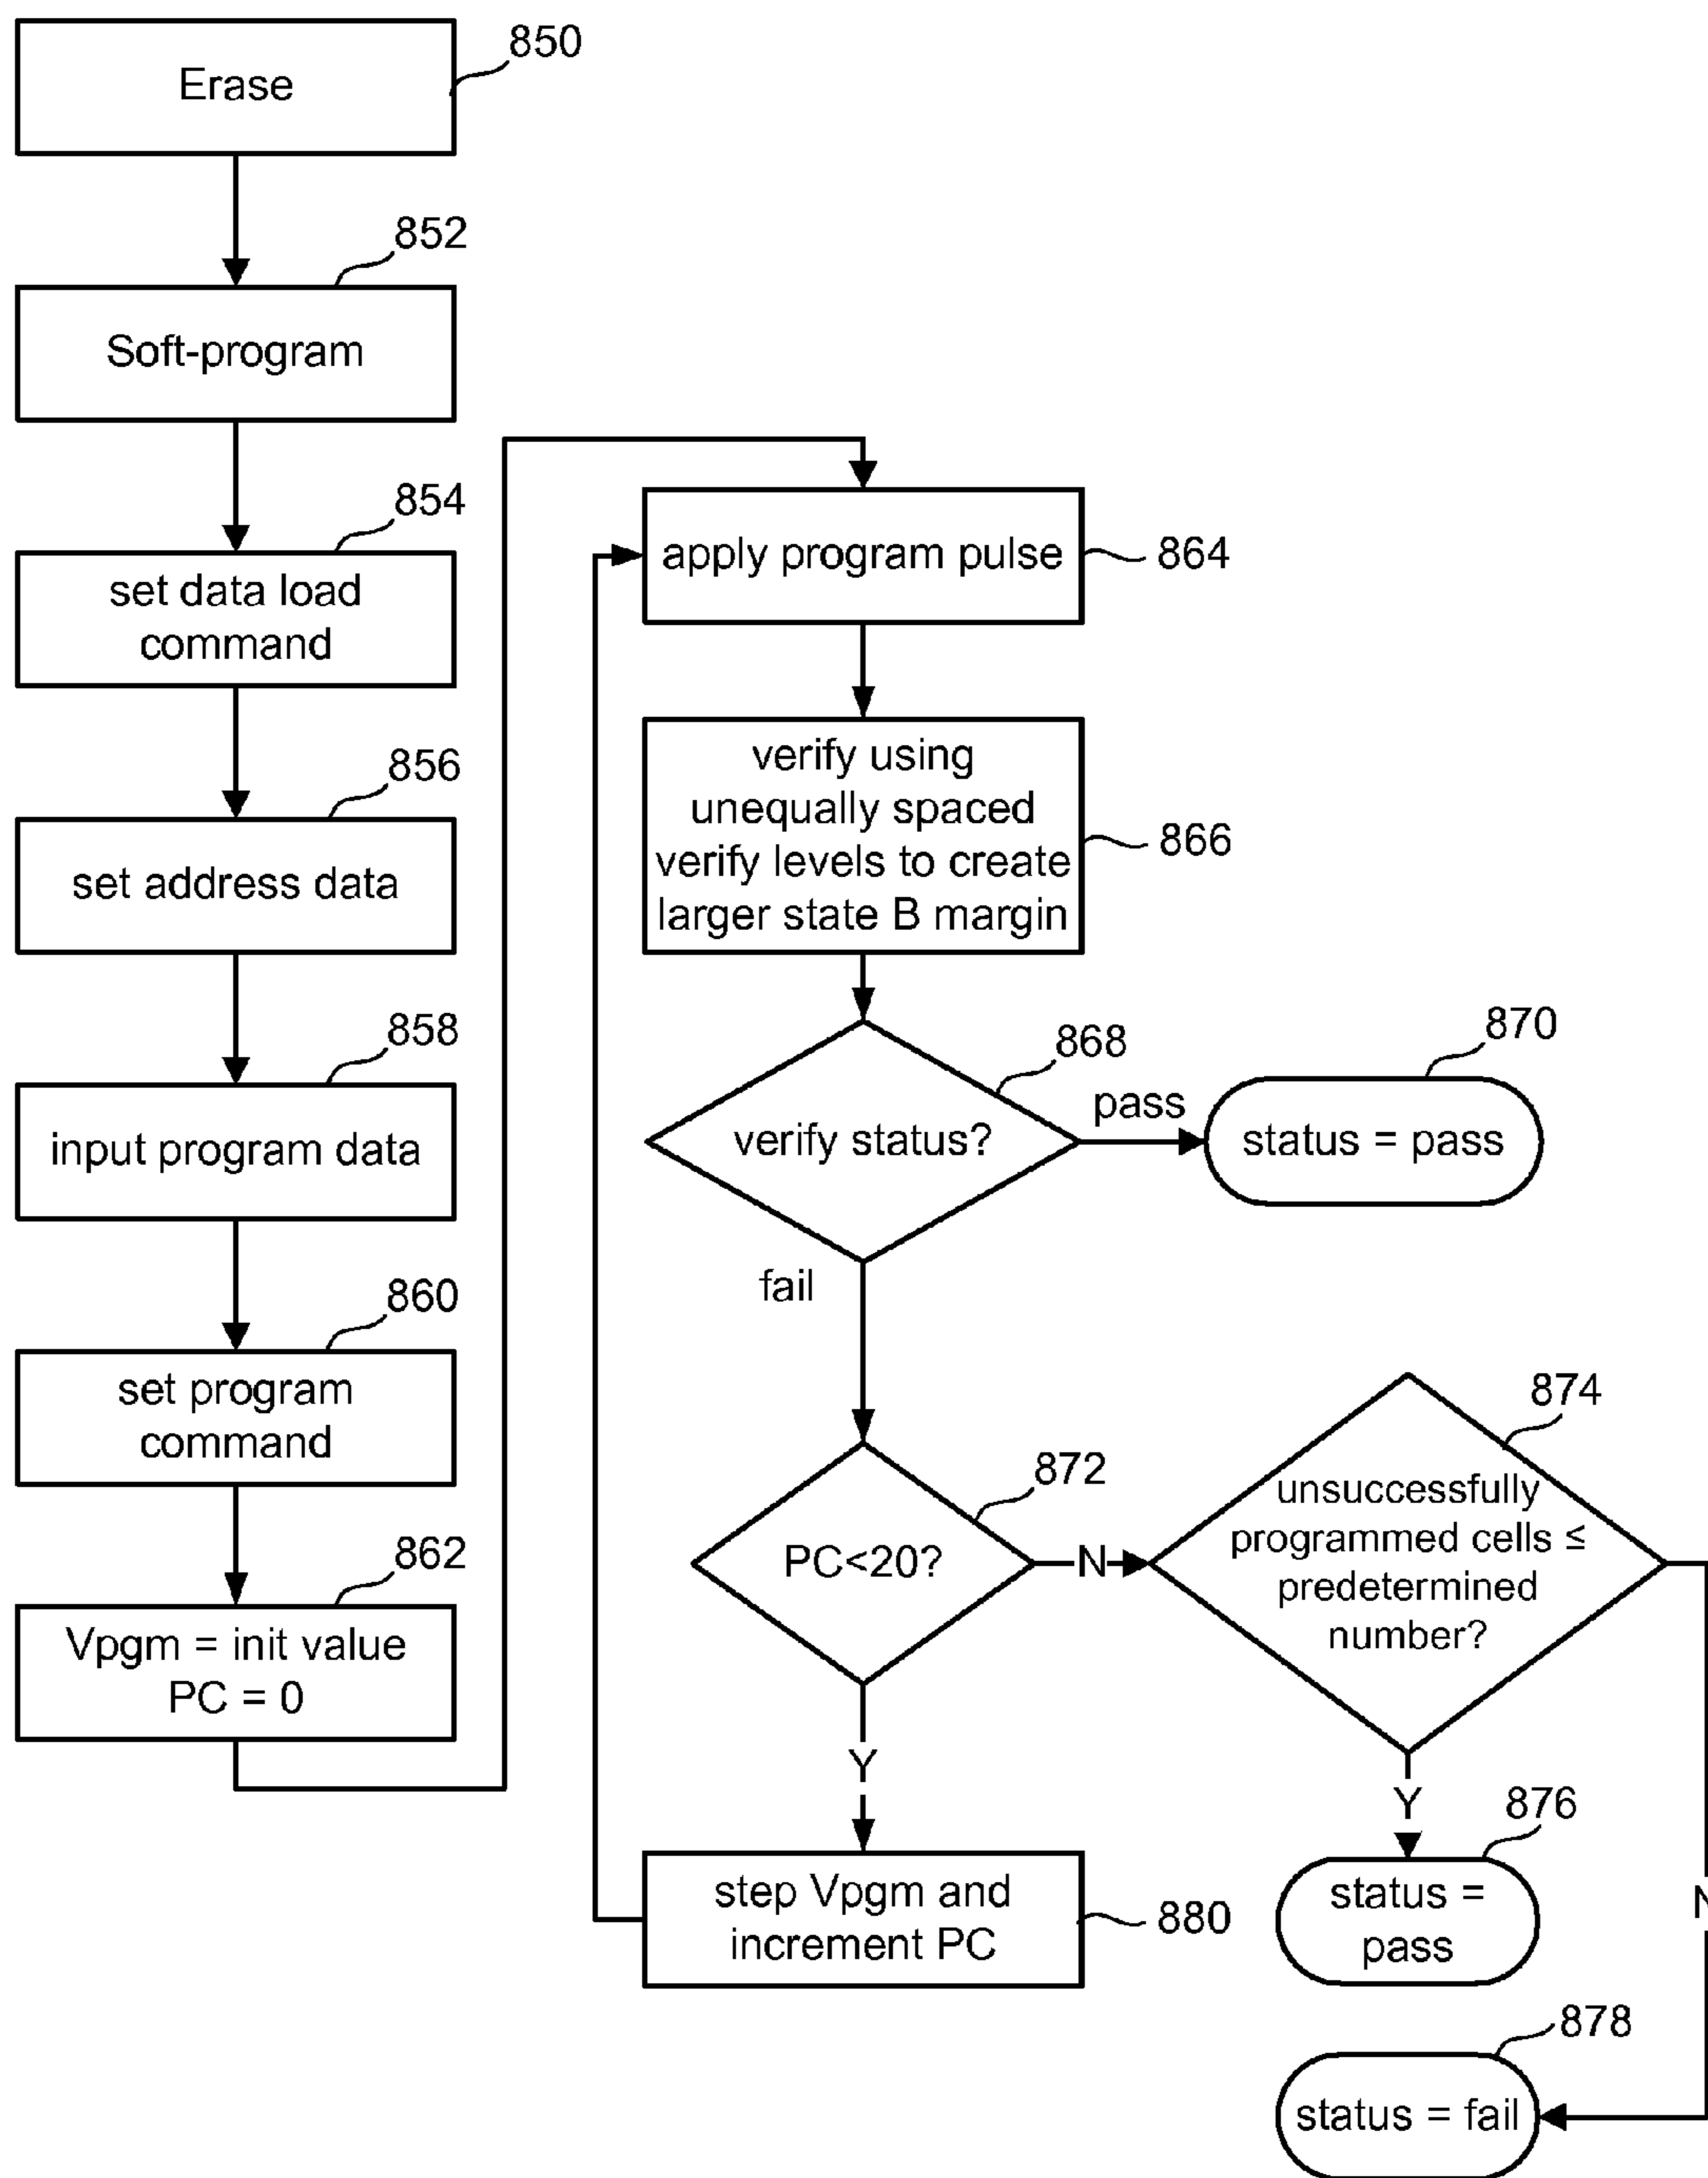 Erase
850
852
Soft-program
854
set data load
command
856
set address data
858
input program data
860
set program
command
862
Vpgm = init value
PC = 0
apply program pulse
864
verify using
unequally spaced
verify levels to create
larger state B margin
866
868
verify status?
pass
870
status = pass
fail
872
PC<20?
N
874
unsuccessfully
programmed cells ≤
predetermined
number?
Y
Y
876
status =
pass
N
step Vpgm and
increment PC
880
878
status = fail